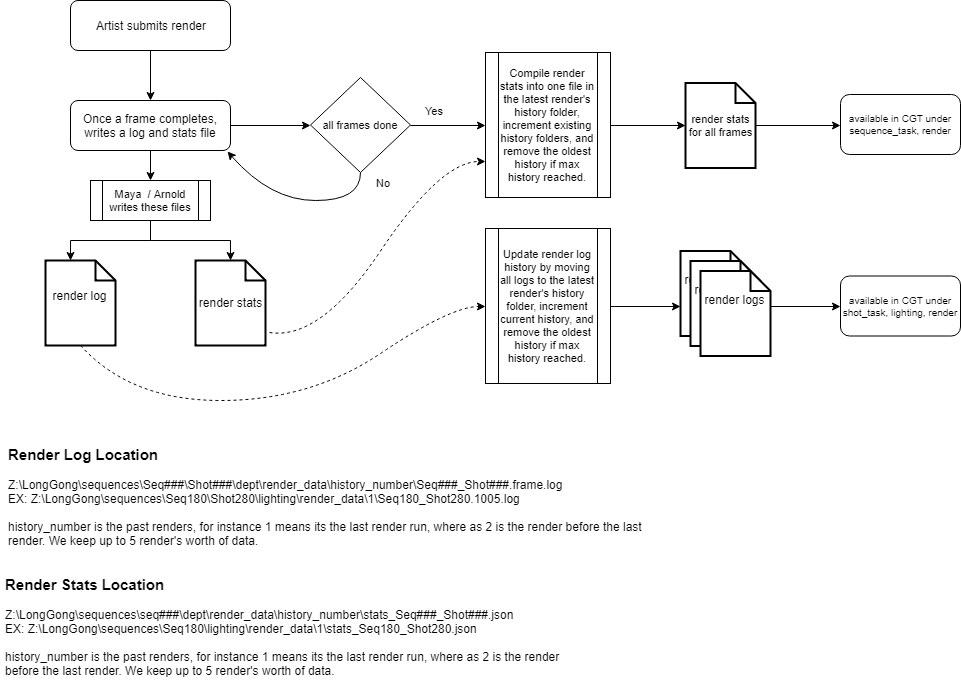 Artist submits render
Once a frame completes,
writes a log and stats file
all frames done
Yes
No
Compile render
stats into one file in
the latest render's
history folder,
increment existing
history folders, and
remove the oldest
history if max
history reached.
render stats
for all frames
available in CGT under
sequence_task, render
Maya / Arnold
writes these files
render log
render stats
Update render log
history by moving
all logs to the latest
render's history
folder, increment
current history, and
remove the oldest
history if max
history reached.
r
r
render logs
available in CGT under
shot_task, lighting, render
Render Log Location
Z:\LongGong\sequences\Seq###\Shot###\dept\render_data\history_number\Seq###_Shot###.frame.log
EX: Z:\LongGong\sequences\Seq180\Shot280\lighting\render_data\1\Seq180_Shot280.1005.log
history_number is the past renders, for instance 1 means its the last render run, where as 2 is the render before the last
render. We keep up to 5 render's worth of data.
Render Stats Location
Z:\LongGong\sequences\seq###\dept\render_data\history_number\stats_Seq###_Shot###.json
EX: Z:\LongGong\sequences\Seq180\lighting\render_data\1\stats_Seq180_Shot280.json
history_number is the past renders, for instance 1 means its the last render run, where as 2 is the render
before the last render. We keep up to 5 render's worth of data.